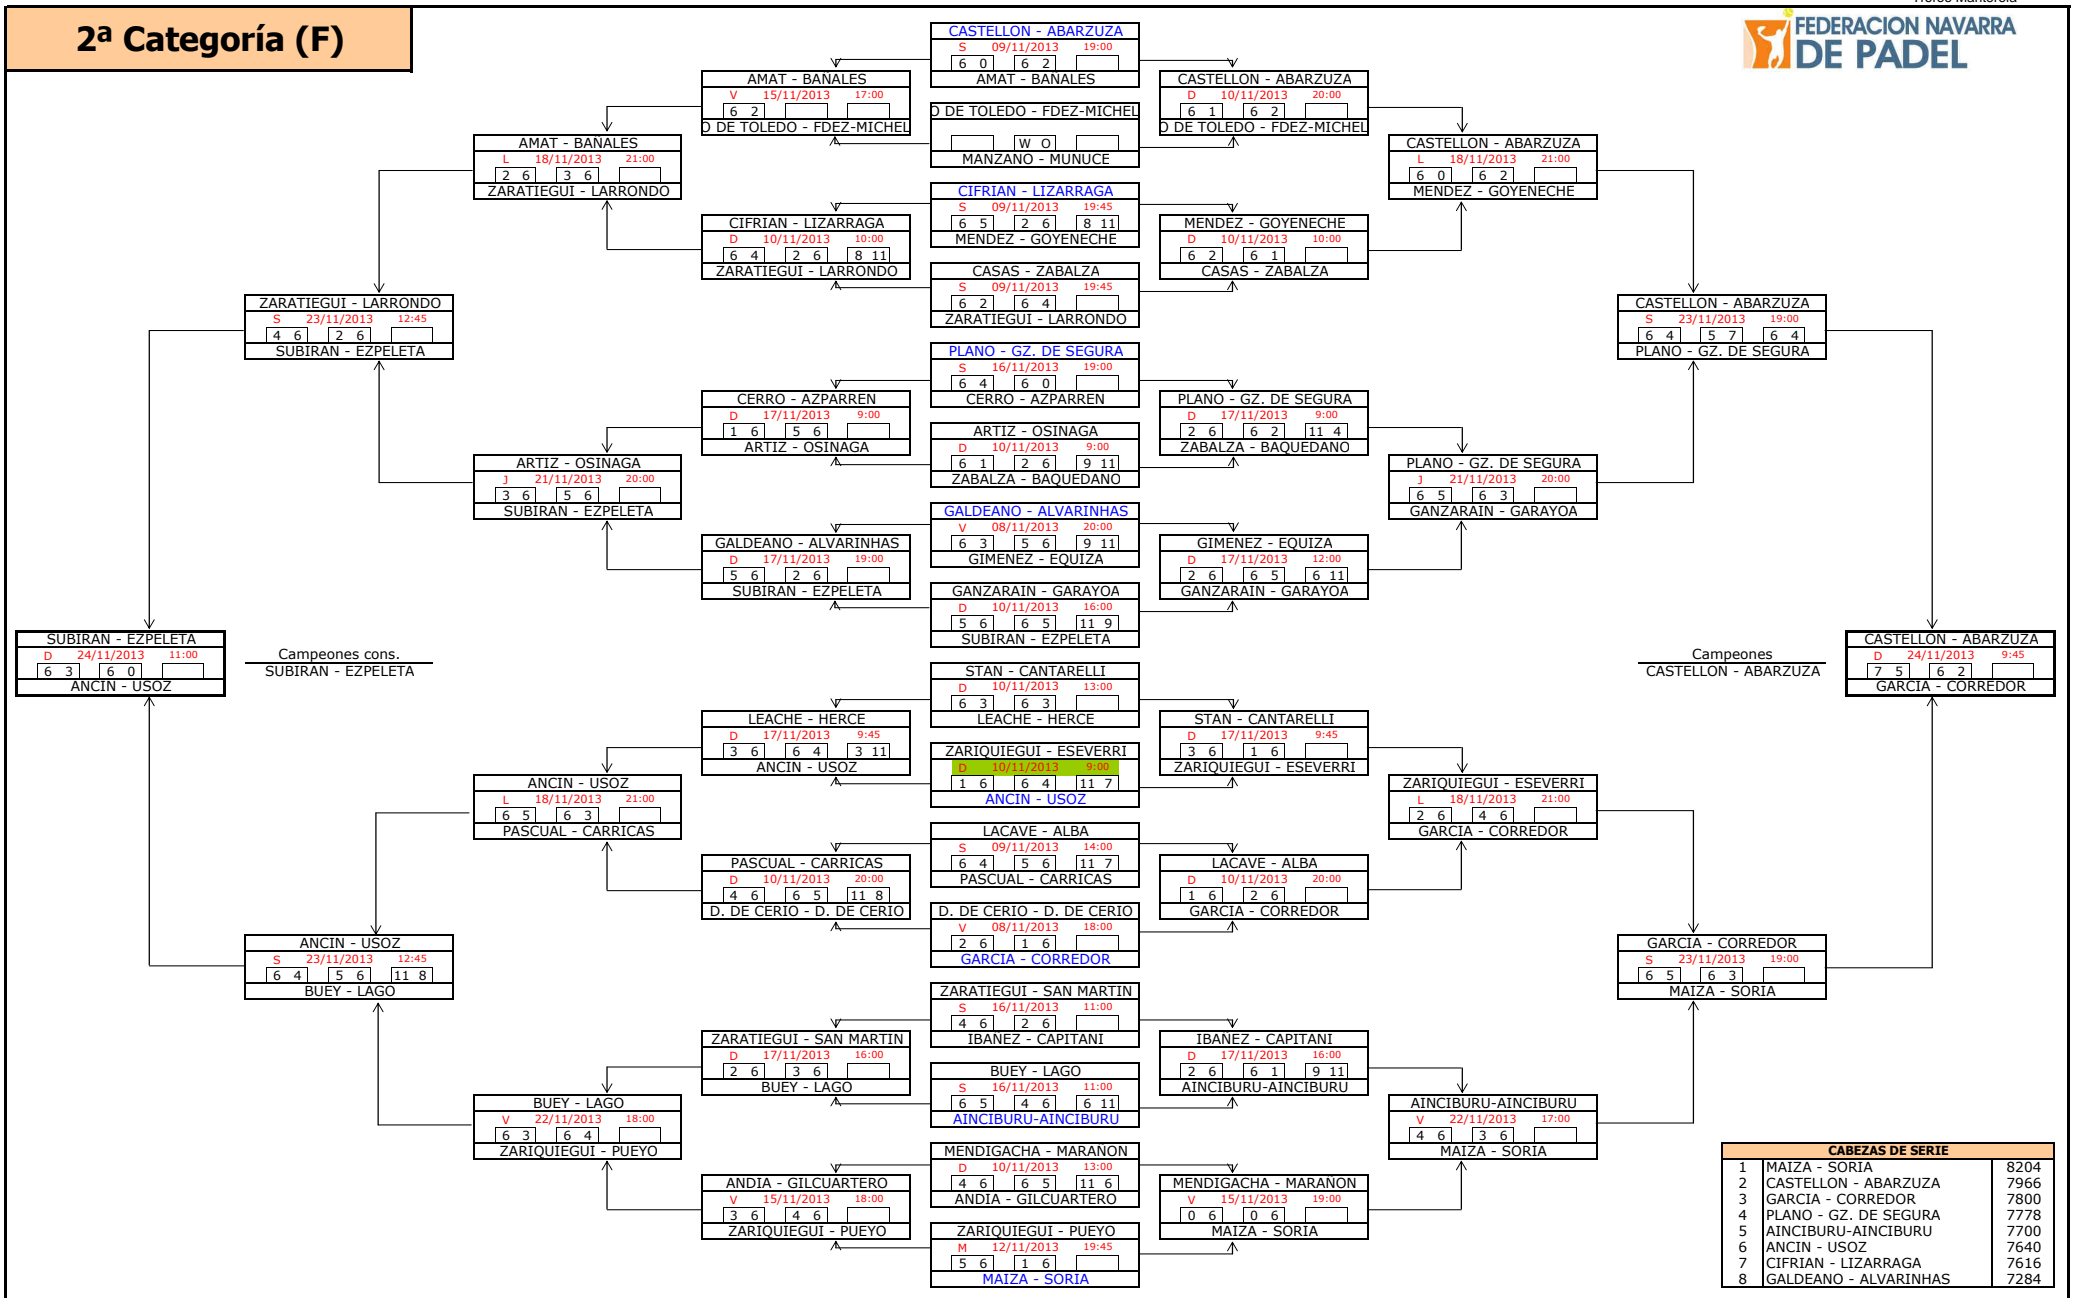 2ª Categoría (F)
FEDERACION NAVARRA
DE PADEL
CASTELLON - ABARZUZA
S 09/11/2013 19:00
6 0 6 2
AMAT - BAÑALES
O DE TOLEDO - FDEZ-MICHEL
W O
MANZANO - MUNUCE
CIFRIAN - LIZARRAGA
S 09/11/2013 19:45
6 5 2 6 8 11
MENDEZ - GOYENECHE
CASAS - ZABALZA
S 09/11/2013 19:45
6 2 6 4
ZARATIEGUI - LARRONDO
PLANO - GZ. DE SEGURA
S 16/11/2013 19:00
6 4 6 0
CERRO - AZPARREN
ARTIZ - OSINAGA
D 10/11/2013 9:00
6 1 2 6 9 11
ZABALZA - BAQUEDANO
GALDEANO - ALVARINHAS
V 08/11/2013 20:00
6 3 5 6 9 11
GIMENEZ - EQUIZA
GANZARAIN - GARAYOA
D 10/11/2013 16:00
5 6 6 5 11 9
SUBIRAN - EZPELETA
STAN - CANTARELLI
D 10/11/2013 13:00
6 3 6 3
LEACHE - HERCE
ZARIQUIEGUI - ESEVERRI
D 10/11/2013 9:00
1 6 6 4 11 7
ANCIN - USOZ
LACAVE - ALBA
S 09/11/2013 14:00
6 4 5 6 11 7
PASCUAL - CARRICAS
D. DE CERIO - D. DE CERIO
V 08/11/2013 18:00
2 6 1 6
GARCIA - CORREDOR
ZARATIEGUI - SAN MARTIN
S 16/11/2013 11:00
4 6 2 6
IBAÑEZ - CAPITANI
BUEY - LAGO
S 16/11/2013 11:00
6 5 4 6 6 11
AINCIBURU-AINCIBURU
MENDIGACHA - MARAÑON
D 10/11/2013 13:00
4 6 6 5 11 6
ANDIA - GILCUARTERO
ZARIQUIEGUI - PUEYO
M 12/11/2013 19:45
5 6 1 6
MAIZA - SORIA
AMAT - BAÑALES
V 15/11/2013 17:00
6 2
O DE TOLEDO - FDEZ-MICHEL
CIFRIAN - LIZARRAGA
D 10/11/2013 10:00
6 4 2 6 8 11
ZARATIEGUI - LARRONDO
CERRO - AZPARREN
D 17/11/2013 9:00
1 6 5 6
ARTIZ - OSINAGA
GALDEANO - ALVARINHAS
D 17/11/2013 19:00
5 6 2 6
SUBIRAN - EZPELETA
LEACHE - HERCE
D 17/11/2013 9:45
3 6 6 4 3 11
ANCIN - USOZ
PASCUAL - CARRICAS
D 10/11/2013 20:00
4 6 6 5 11 8
D. DE CERIO - D. DE CERIO
ZARATIEGUI - SAN MARTIN
D 17/11/2013 16:00
2 6 3 6
BUEY - LAGO
ANDIA - GILCUARTERO
V 15/11/2013 18:00
3 6 4 6
ZARIQUIEGUI - PUEYO
AMAT - BAÑALES
L 18/11/2013 21:00
2 6 3 6
ZARATIEGUI - LARRONDO
ARTIZ - OSINAGA
J 21/11/2013 20:00
3 6 5 6
SUBIRAN - EZPELETA
ANCIN - USOZ
L 18/11/2013 21:00
6 5 6 3
PASCUAL - CARRICAS
BUEY - LAGO
V 22/11/2013 18:00
6 3 6 4
ZARIQUIEGUI - PUEYO
ZARATIEGUI - LARRONDO
S 23/11/2013 12:45
4 6 2 6
SUBIRAN - EZPELETA
ANCIN - USOZ
S 23/11/2013 12:45
6 4 5 6 11 8
BUEY - LAGO
SUBIRAN - EZPELETA
D 24/11/2013 11:00
6 3 6 0
ANCIN - USOZ
Campeones cons.
SUBIRAN - EZPELETA
CASTELLON - ABARZUZA
D 10/11/2013 20:00
6 1 6 2
O DE TOLEDO - FDEZ-MICHEL
MENDEZ - GOYENECHE
D 10/11/2013 10:00
6 2 6 1
CASAS - ZABALZA
PLANO - GZ. DE SEGURA
D 17/11/2013 9:00
2 6 6 2 11 4
ZABALZA - BAQUEDANO
GIMENEZ - EQUIZA
D 17/11/2013 12:00
2 6 6 5 6 11
GANZARAIN - GARAYOA
STAN - CANTARELLI
D 17/11/2013 9:45
3 6 1 6
ZARIQUIEGUI - ESEVERRI
LACAVE - ALBA
D 10/11/2013 20:00
1 6 2 6
GARCIA - CORREDOR
IBAÑEZ - CAPITANI
D 17/11/2013 16:00
2 6 6 1 9 11
AINCIBURU-AINCIBURU
MENDIGACHA - MARAÑON
V 15/11/2013 19:00
0 6 0 6
MAIZA - SORIA
CASTELLON - ABARZUZA
L 18/11/2013 21:00
6 0 6 2
MENDEZ - GOYENECHE
PLANO - GZ. DE SEGURA
J 21/11/2013 20:00
6 5 6 3
GANZARAIN - GARAYOA
ZARIQUIEGUI - ESEVERRI
L 18/11/2013 21:00
2 6 4 6
GARCIA - CORREDOR
AINCIBURU-AINCIBURU
V 22/11/2013 17:00
4 6 3 6
MAIZA - SORIA
CASTELLON - ABARZUZA
S 23/11/2013 19:00
6 4 5 7 6 4
PLANO - GZ. DE SEGURA
GARCIA - CORREDOR
S 23/11/2013 19:00
6 5 6 3
MAIZA - SORIA
Campeones
CASTELLON - ABARZUZA
CASTELLON - ABARZUZA
D 24/11/2013 9:45
7 5 6 2
GARCIA - CORREDOR
CABEZAS DE SERIE
1 MAIZA - SORIA 8204
2 CASTELLON - ABARZUZA 7966
3 GARCIA - CORREDOR 7800
4 PLANO - GZ. DE SEGURA 7778
5 AINCIBURU-AINCIBURU 7700
6 ANCIN - USOZ 7640
7 CIFRIAN - LIZARRAGA 7616
8 GALDEANO - ALVARINHAS 7284